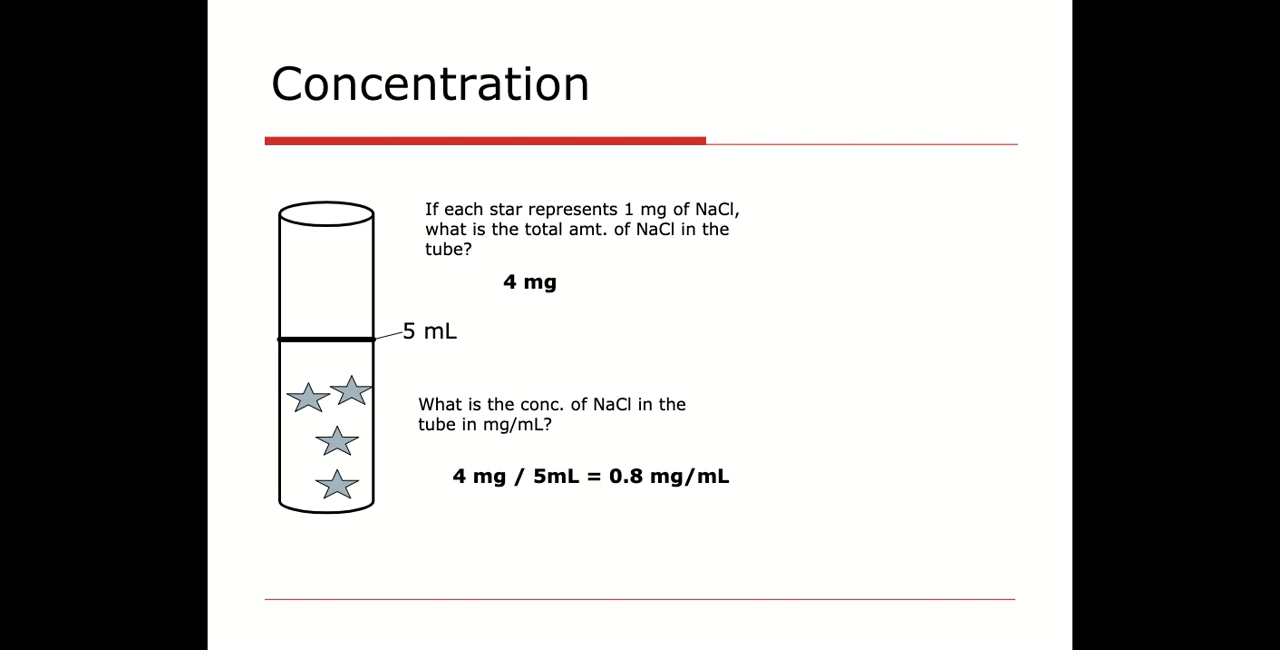 Concentration
If each star represents 1 mg of NaCl,
what is the total amt. of NaCl in the
tube?
4 mg
5 mL
What is the conc. of NaCl in the
tube in mg/mL?
4 mg / 5mL = 0.8 mg/mL